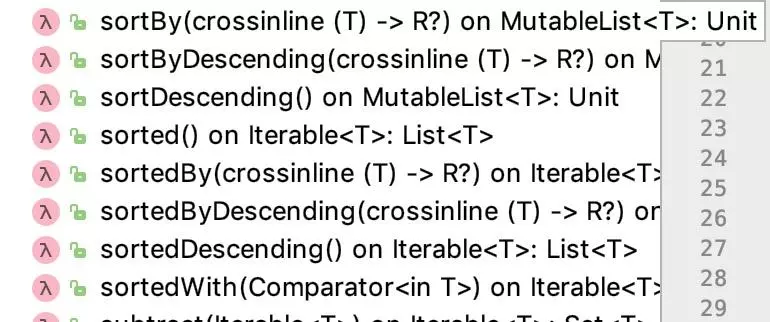 λ sortBy(crossinline (T) -> R?) on MutableList<T>: Unit
λ sortByDescending(crossinline (T) -> R?) on M
21
λ sortDescending() on MutableList<T>: Unit
22
λ sorted() on Iterable<T>: List<T>
23
24
λ sortedBy(crossinline (T) -> R?) on Iterable<T>
25
λ sortedByDescending(crossinline (T) -> R?) on
26
λ sortedDescending() on Iterable<T>: List<T>
27
λ sortedWith(Comparator<in T>) on Iterable<T>
28
29